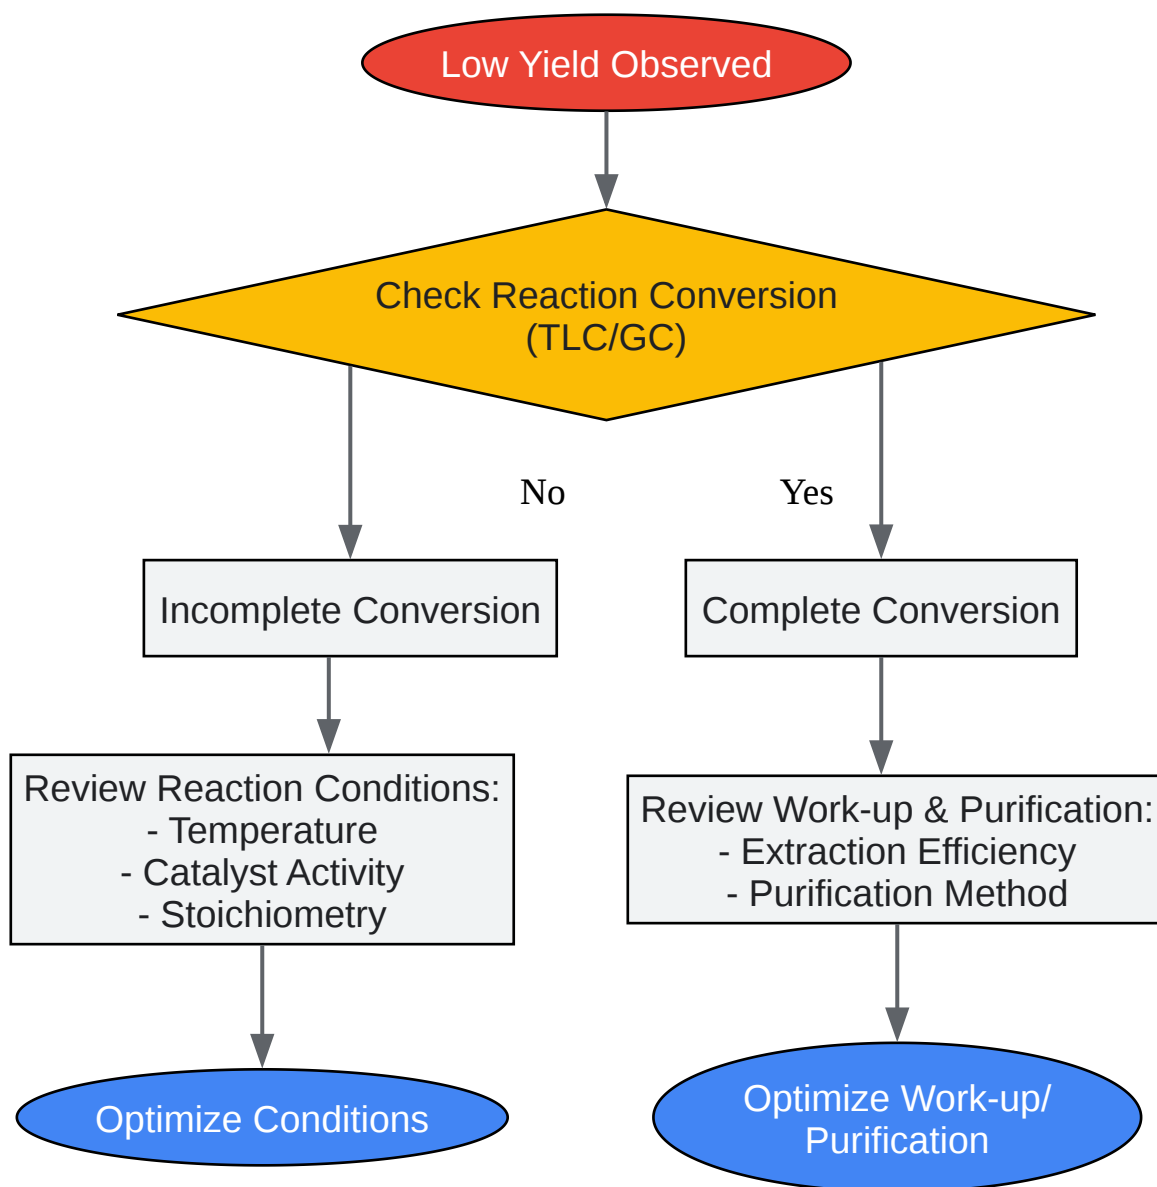 Low Yield Observed
Check Reaction Conversion
(TLC/GC)
No
Yes
Incomplete Conversion
Complete Conversion
Review Reaction Conditions:
- Temperature
- Catalyst Activity
- Stoichiometry
Review Work-up & Purification:
- Extraction Efficiency
- Purification Method
Optimize Conditions
Optimize Work-up/
Purification